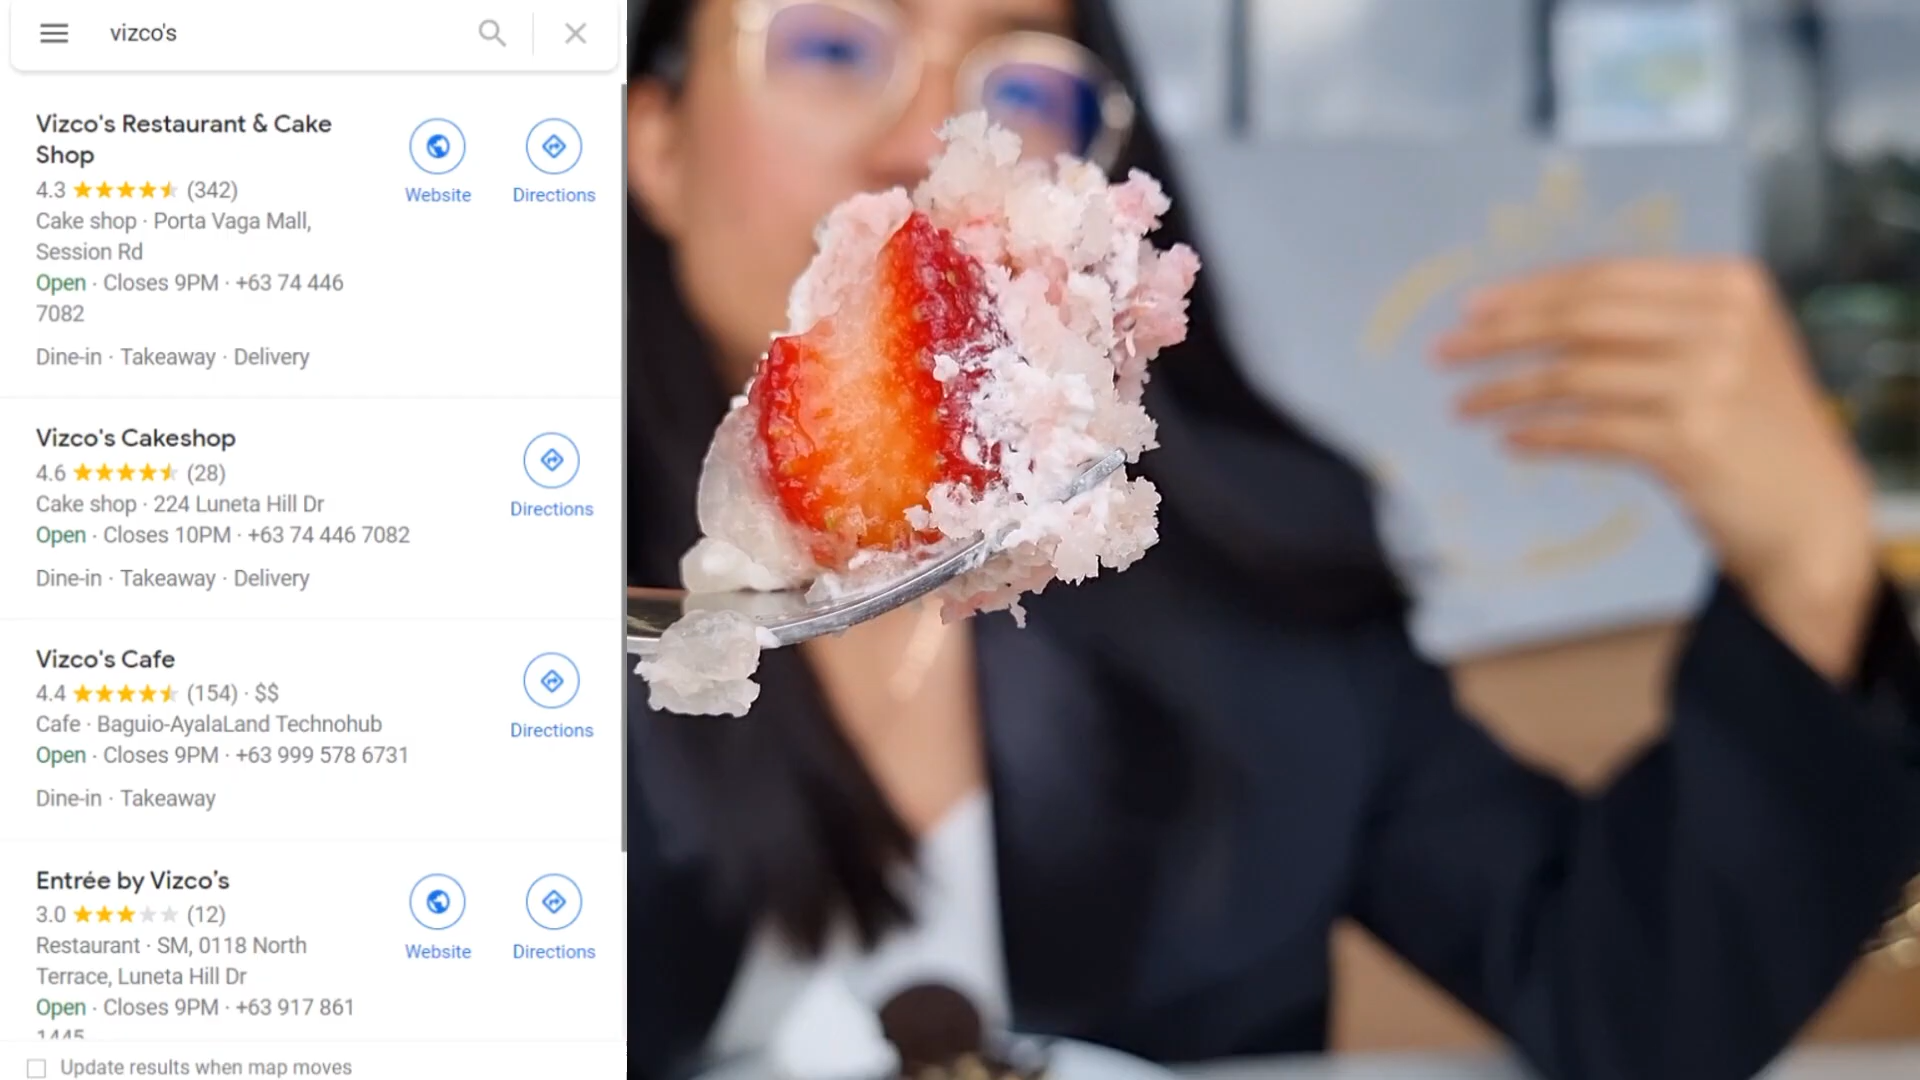 vizco's
Vizco's Restaurant & Cake
Shop
4.3 (342)
Cake shop · Porta Vaga Mall,
Session Rd
Open · Closes 9PM · +63 74 446
7082
Dine-in · Takeaway · Delivery
Website
Directions
Vizco's Cakeshop
4.6 (28)
Cake shop · 224 Luneta Hill Dr
Open · Closes 10PM · +63 74 446 7082
Dine-in · Takeaway · Delivery
Directions
Vizco's Cafe
4.4 (154) · $$
Cafe · Baguio-AyalaLand Technohub
Open · Closes 9PM · +63 999 578 6731
Dine-in · Takeaway
Directions
Entrée by Vizco’s
3.0 (12)
Restaurant · SM, 0118 North
Terrace, Luneta Hill Dr
Open · Closes 9PM · +63 917 861
1445
Website
Directions
Update results when map moves